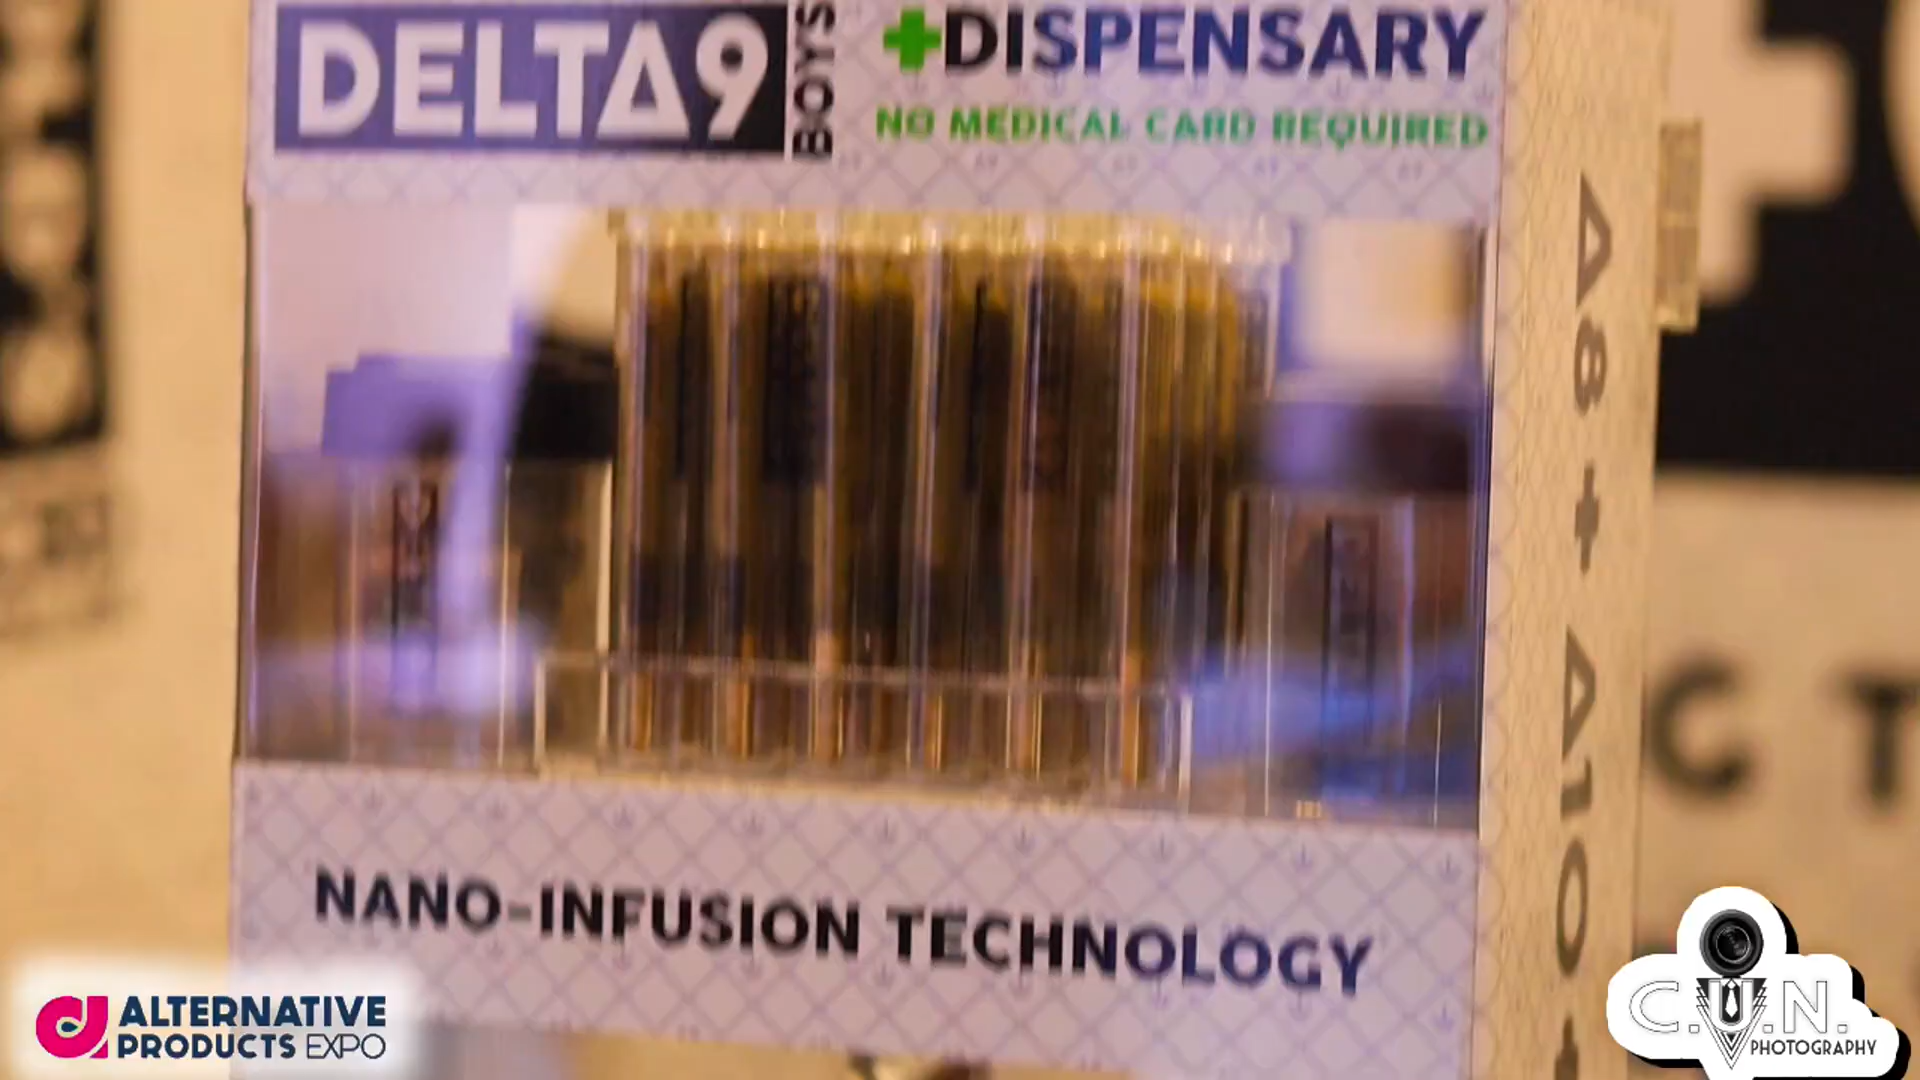 DELTA9
BOYS
DISPENSARY
NO MEDICAL CARD REQUIRED
Δ8 + Δ10 +
G T
NANO-INFUSION TECHNOLOGY
ALTERNATIVE
PRODUCTS EXPO
C.U.N.
PHOTOGRAPHY